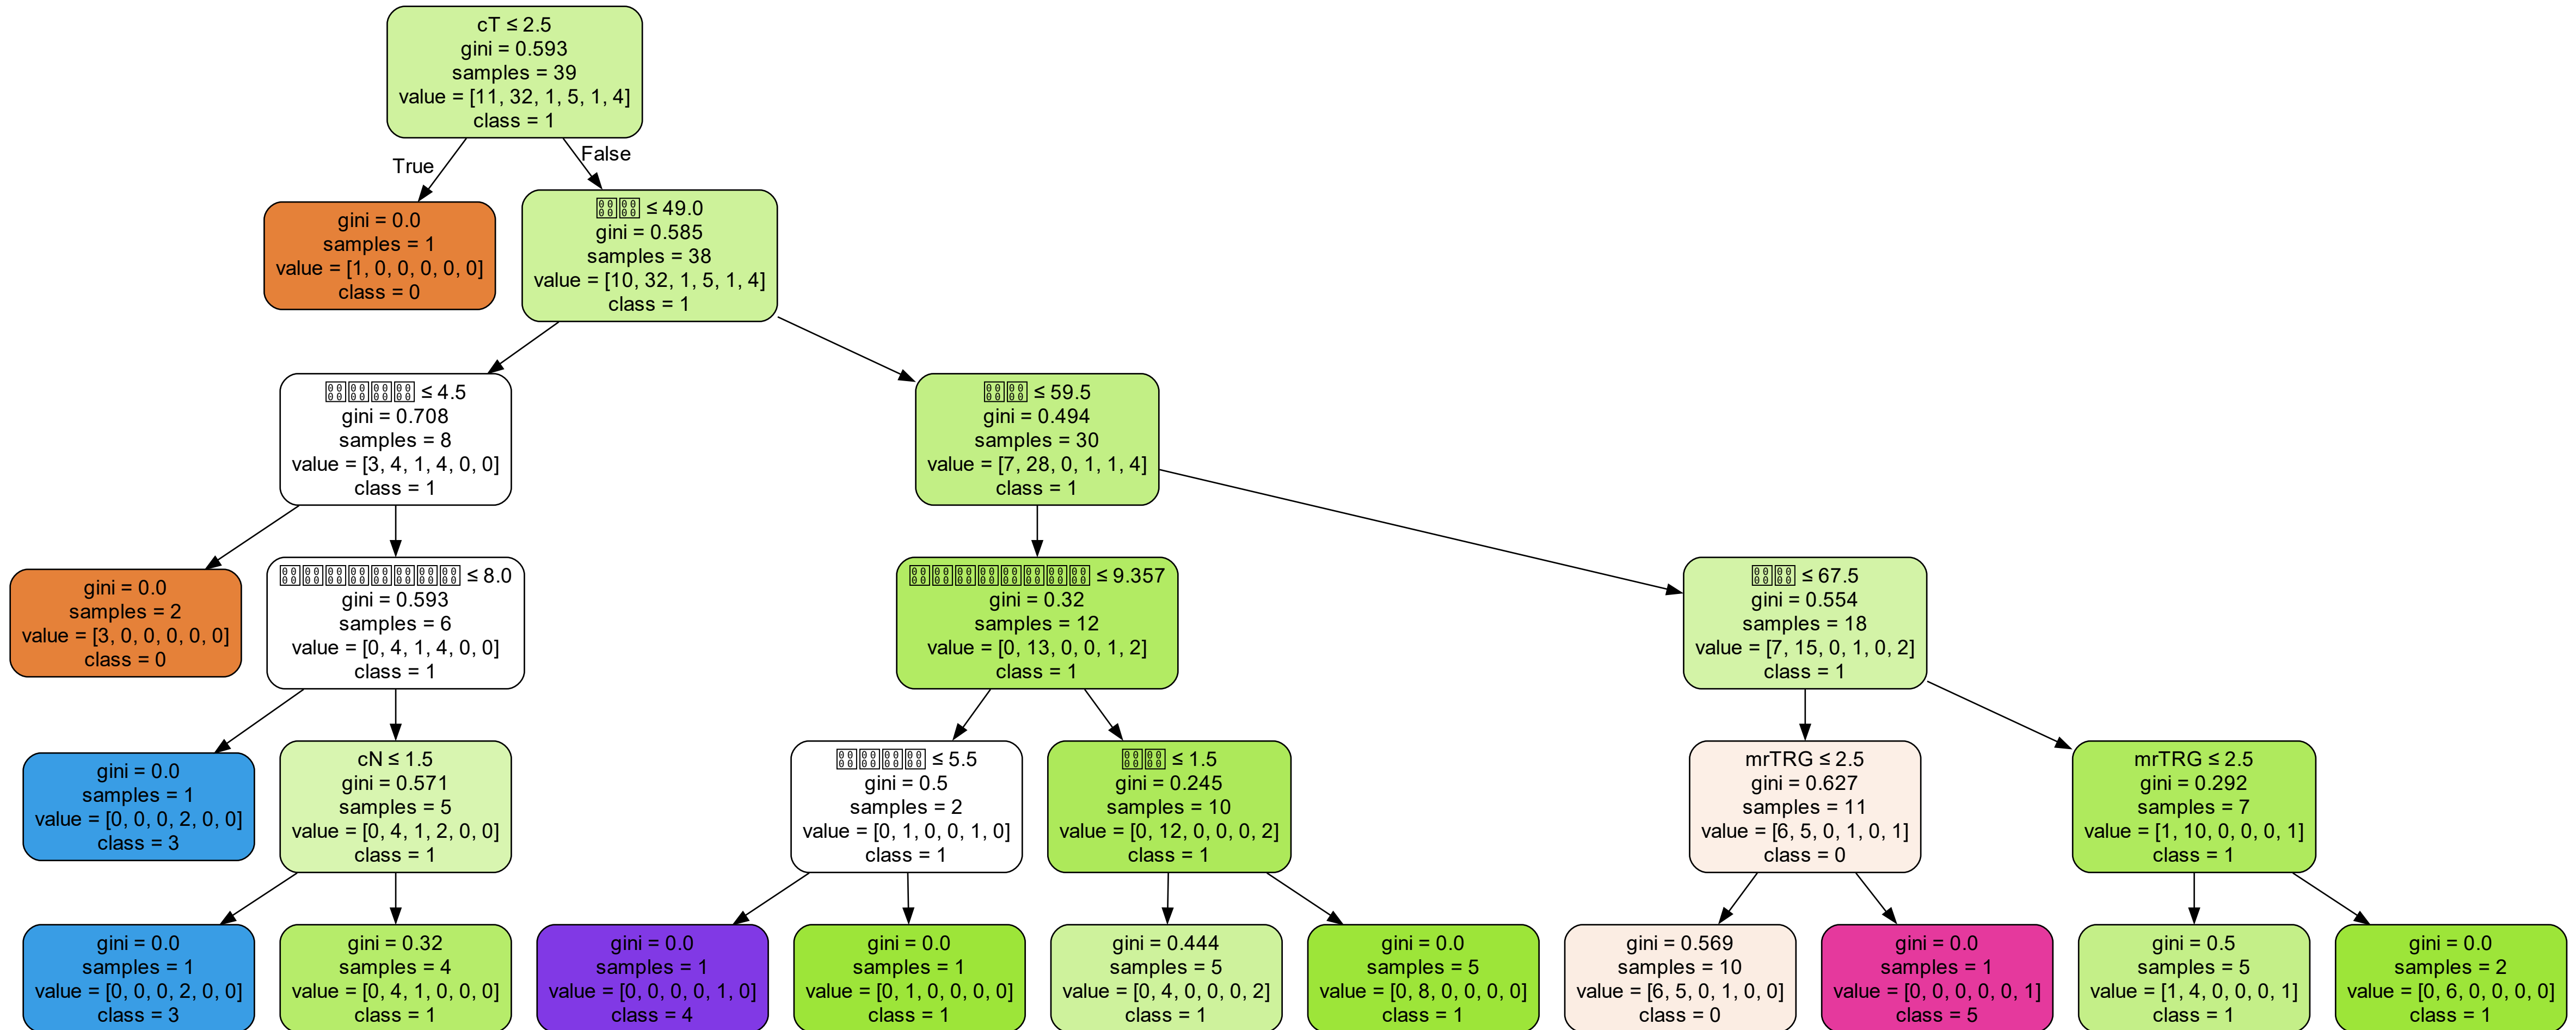 cT ≤ 2.5
gini = 0.593
samples = 39
value = [11, 32, 1, 5, 1, 4]
class = 1
True
False
gini = 0.0
samples = 1
value = [1, 0, 0, 0, 0, 0]
class = 0
≤ 49.0
gini = 0.585
samples = 38
value = [10, 32, 1, 5, 1, 4]
class = 1
≤ 4.5
gini = 0.708
samples = 8
value = [3, 4, 1, 4, 0, 0]
class = 1
≤ 59.5
gini = 0.494
samples = 30
value = [7, 28, 0, 1, 1, 4]
class = 1
gini = 0.0
samples = 2
value = [3, 0, 0, 0, 0, 0]
class = 0
≤ 8.0
gini = 0.593
samples = 6
value = [0, 4, 1, 4, 0, 0]
class = 1
≤ 9.357
gini = 0.32
samples = 12
value = [0, 13, 0, 0, 1, 2]
class = 1
≤ 67.5
gini = 0.554
samples = 18
value = [7, 15, 0, 1, 0, 2]
class = 1
gini = 0.0
samples = 1
value = [0, 0, 0, 2, 0, 0]
class = 3
cN ≤ 1.5
gini = 0.571
samples = 5
value = [0, 4, 1, 2, 0, 0]
class = 1
≤ 5.5
gini = 0.5
samples = 2
value = [0, 1, 0, 0, 1, 0]
class = 1
≤ 1.5
gini = 0.245
samples = 10
value = [0, 12, 0, 0, 0, 2]
class = 1
mrTRG ≤ 2.5
gini = 0.627
samples = 11
value = [6, 5, 0, 1, 0, 1]
class = 0
mrTRG ≤ 2.5
gini = 0.292
samples = 7
value = [1, 10, 0, 0, 0, 1]
class = 1
gini = 0.0
samples = 1
value = [0, 0, 0, 2, 0, 0]
class = 3
gini = 0.32
samples = 4
value = [0, 4, 1, 0, 0, 0]
class = 1
gini = 0.0
samples = 1
value = [0, 0, 0, 0, 1, 0]
class = 4
gini = 0.0
samples = 1
value = [0, 1, 0, 0, 0, 0]
class = 1
gini = 0.444
samples = 5
value = [0, 4, 0, 0, 0, 2]
class = 1
gini = 0.0
samples = 5
value = [0, 8, 0, 0, 0, 0]
class = 1
gini = 0.569
samples = 10
value = [6, 5, 0, 1, 0, 0]
class = 0
gini = 0.0
samples = 1
value = [0, 0, 0, 0, 0, 1]
class = 5
gini = 0.5
samples = 5
value = [1, 4, 0, 0, 0, 1]
class = 1
gini = 0.0
samples = 2
value = [0, 6, 0, 0, 0, 0]
class = 1